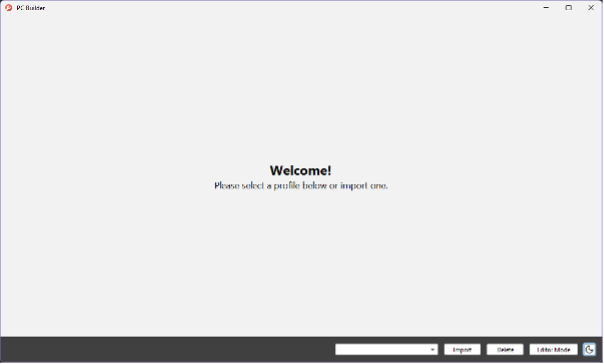 PC Builder
Welcome!
Please select a profile below or import one.
Import
Delete
Editor Mode